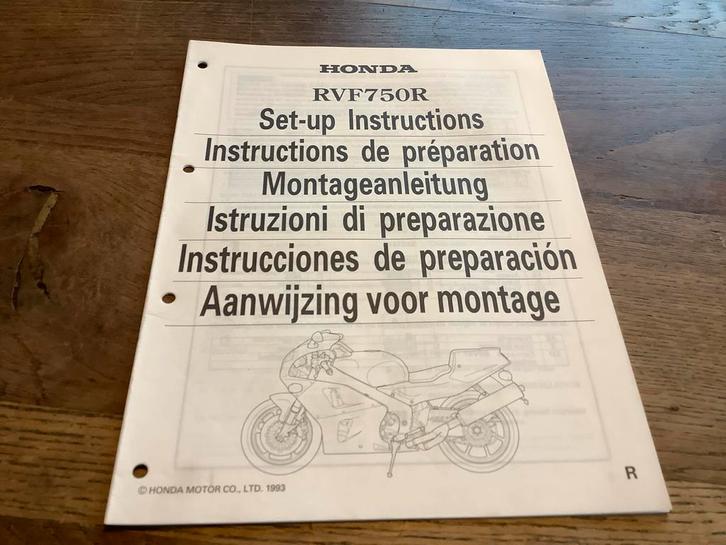 HONDA
RVF750R
Set-up Instructions
Instructions de préparation
Montageanleitung
Istruzioni di preparazione
Instrucciones de preparación
Aanwijzing voor montage
© HONDA MOTOR CO., LTD. 1993
R